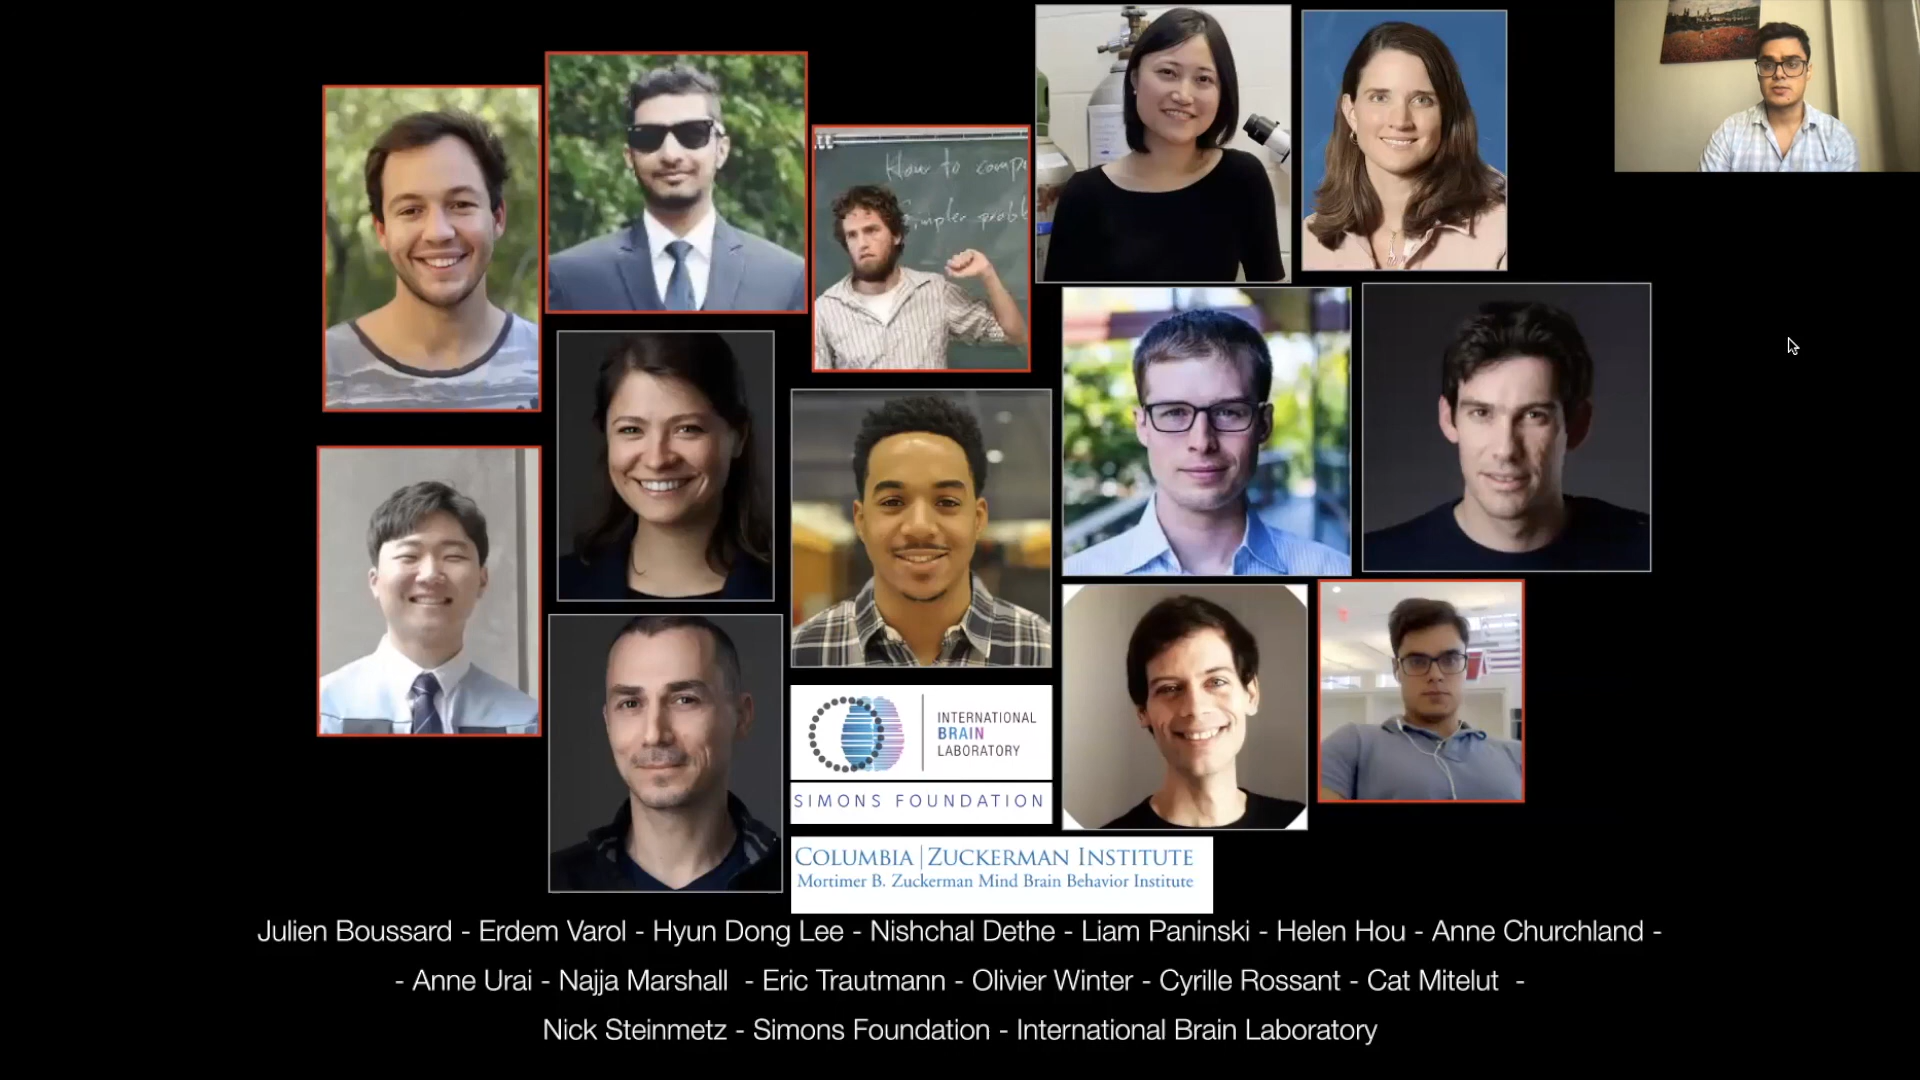 How to comp
Simpler probl
INTERNATIONAL
BRAIN
LABORATORY
SIMONS FOUNDATION
COLUMBIA | ZUCKERMAN INSTITUTE
Mortimer B. Zuckerman Mind Brain Behavior Institute
Julien Boussard - Erdem Varol - Hyun Dong Lee - Nishchal Dethe - Liam Paninski - Helen Hou - Anne Churchland -
- Anne Urai - Najja Marshall - Eric Trautmann - Olivier Winter - Cyrille Rossant - Cat Mitelut -
Nick Steinmetz - Simons Foundation - International Brain Laboratory